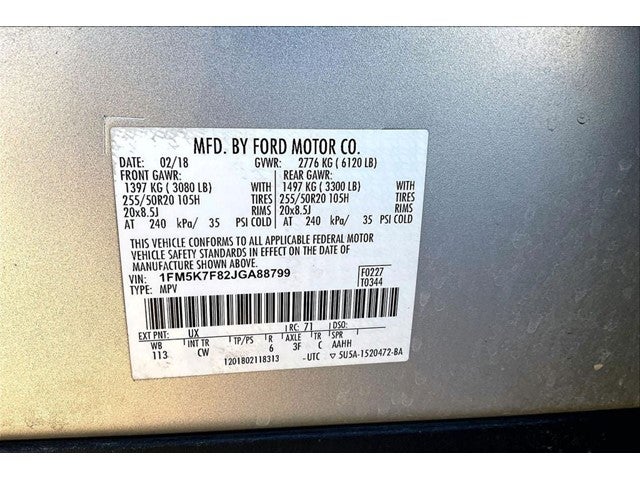 MFD. BY FORD MOTOR CO.
DATE: 02/18 GVWR: 2776 KG ( 6120 LB)
FRONT GAWR: REAR GAWR:
1397 KG ( 3080 LB) WITH 1497 KG ( 3300 LB) WITH
255/50R20 105H TIRES 255/50R20 105H TIRES
20x8.5J RIMS 20x8.5J RIMS
AT 240 kPa/ 35 PSI COLD AT 240 kPa/ 35 PSI COLD
THIS VEHICLE CONFORMS TO ALL APPLICABLE FEDERAL MOTOR
VEHICLE SAFETY STANDARDS IN EFFECT ON THE DATE OF
MANUFACTURE SHOWN ABOVE.
VIN: 1FM5K7F82JGA88799 F0227
TYPE: MPV T0344
EXT PNT: UX RC: 71
WB INT TR TP/PS R AXLE TR SPR
113 CW 6 3F C AAHH
1201802118313 - UTC ▽ 5U5A-1520472-BA